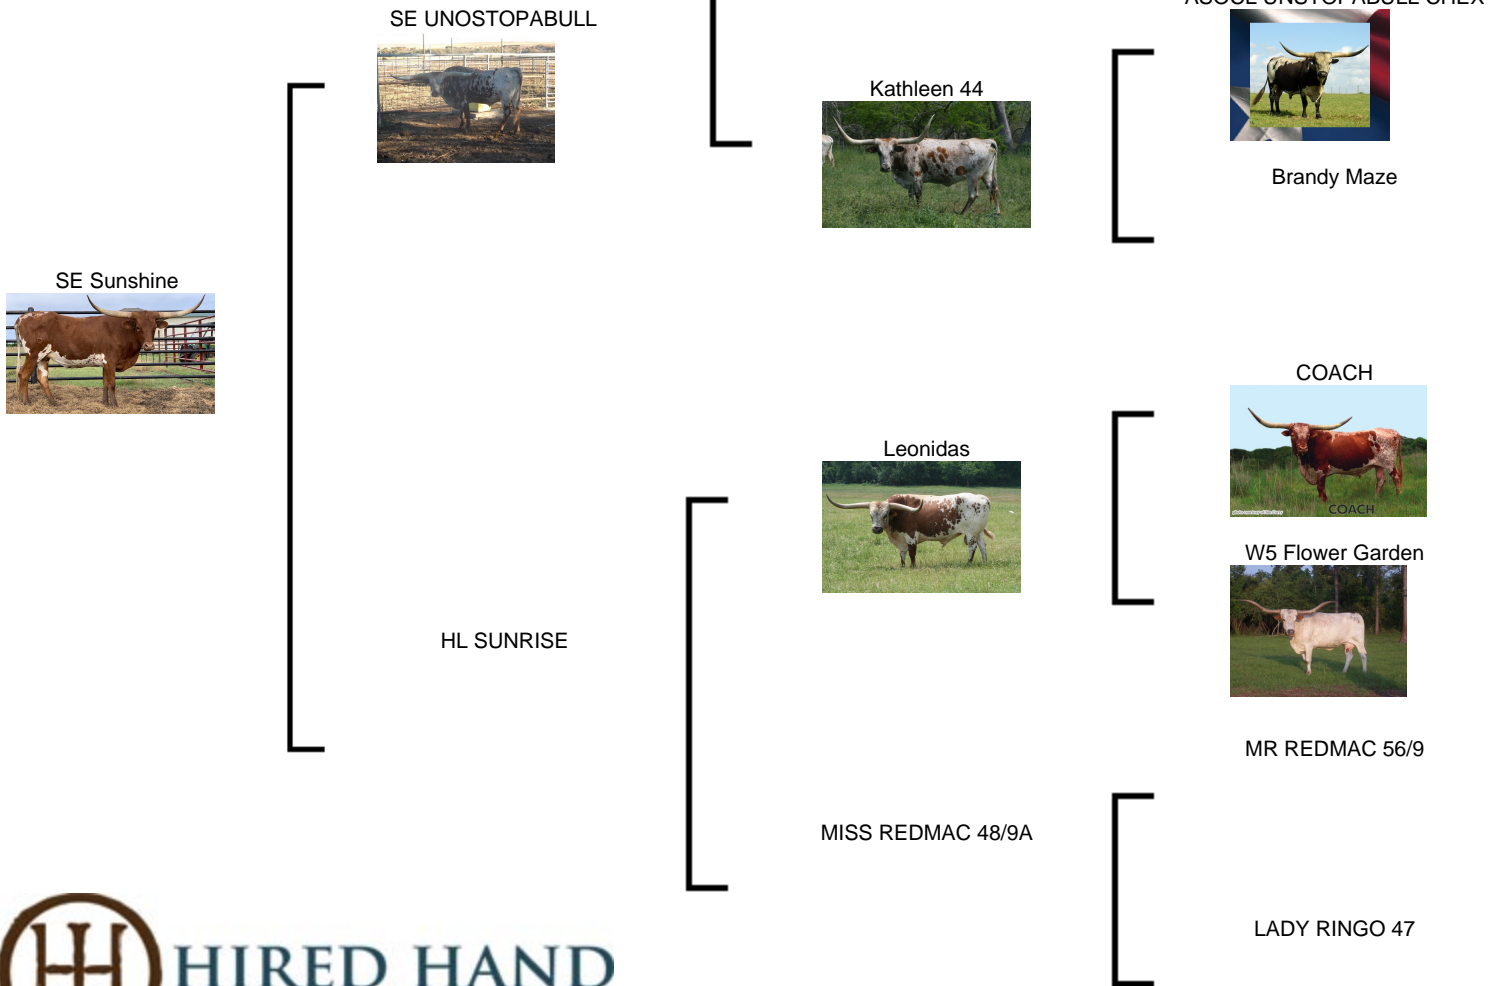 SE UNOSTOPABULL
Kathleen 44
Brandy Maze
SE Sunshine
COACH
COACH
Leonidas
W5 Flower Garden
HL SUNRISE
MR REDMAC 56/9
MISS REDMAC 48/9A
LADY RINGO 47
HIRED HAND